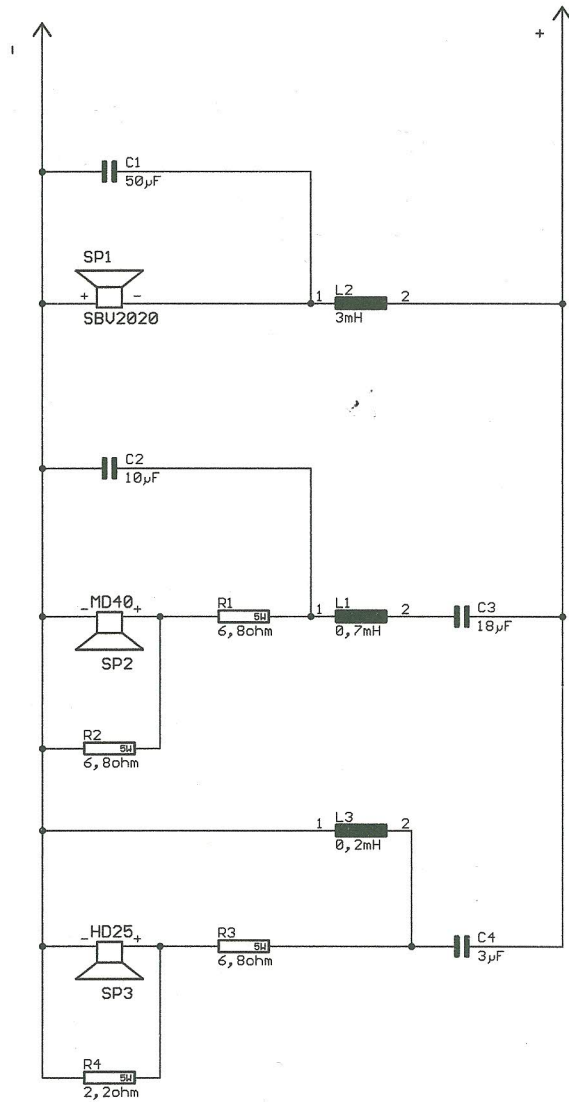 - +
C1
50µF
SP1
+ -
SBV2020
1 L2 2
3mH
C2
10µF
-MD40+
SP2
R1
5W
6,8ohm
1 L1 2
0,7mH
C3
18µF
R2
5W
6,8ohm
1 L3 2
0,2mH
-HD25+
SP3
R3
5W
6,8ohm
C4
3µF
R4
5W
2,2ohm